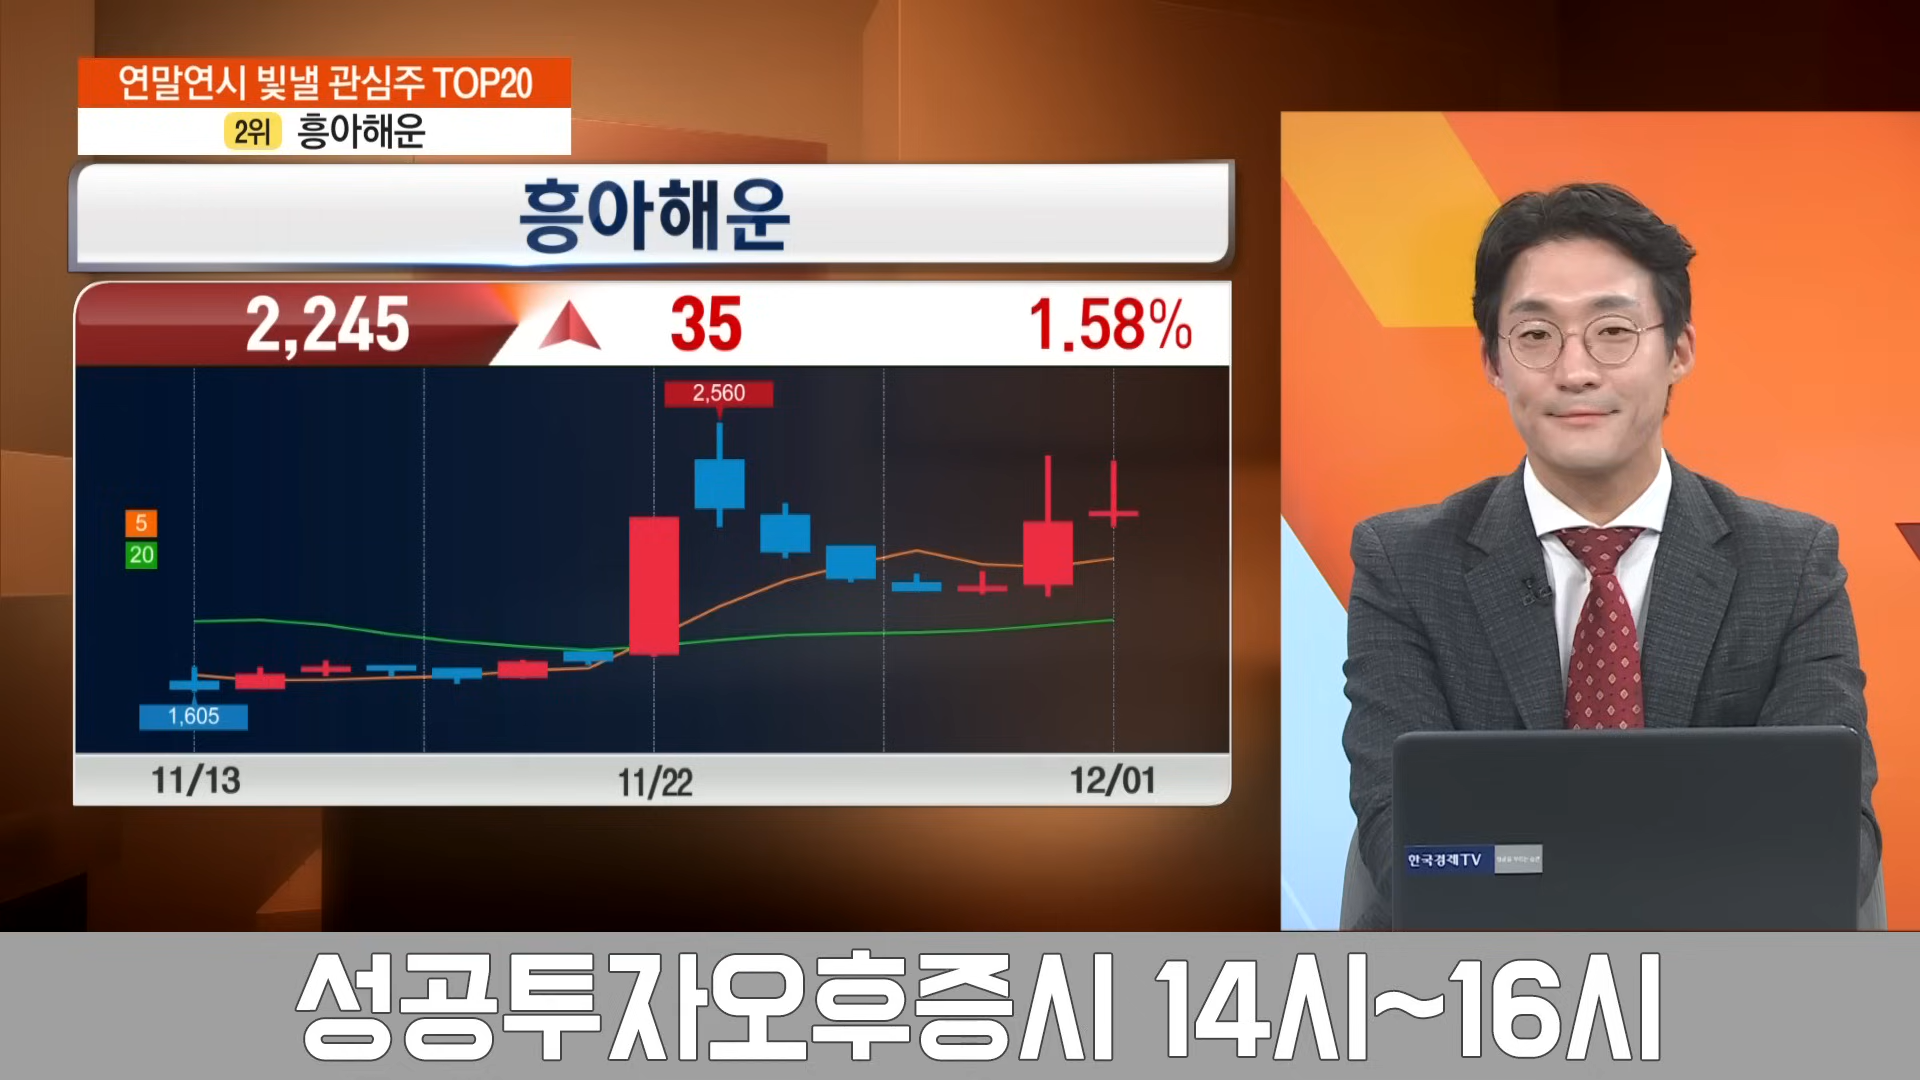 연말연시 빛낼 관심주 TOP20
2위 흥아해운
흥아해운
2,245 35 1.58%
2,560
5
20
1,605
11/13 11/22 12/01
한국경제TV
성공투자오후증시 14시~16시